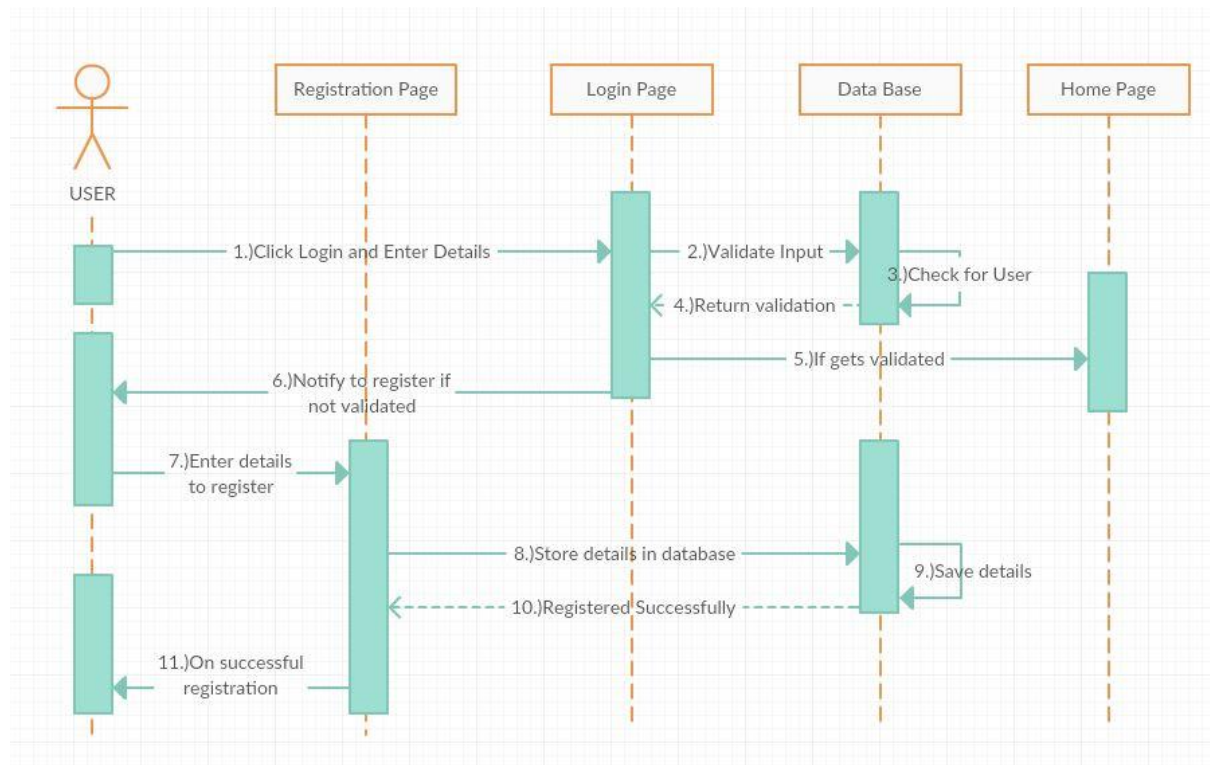 Registration Page
Login Page
Data Base
Home Page
USER
1.)Click Login and Enter Details
2.)Validate Input
3.)Check for User
4.)Return validation
5.)If gets validated
6.)Notify to register if
not validated
7.)Enter details
to register
8.)Store details in database
9.)Save details
10.)Registered Successfully
11.)On successful
registration